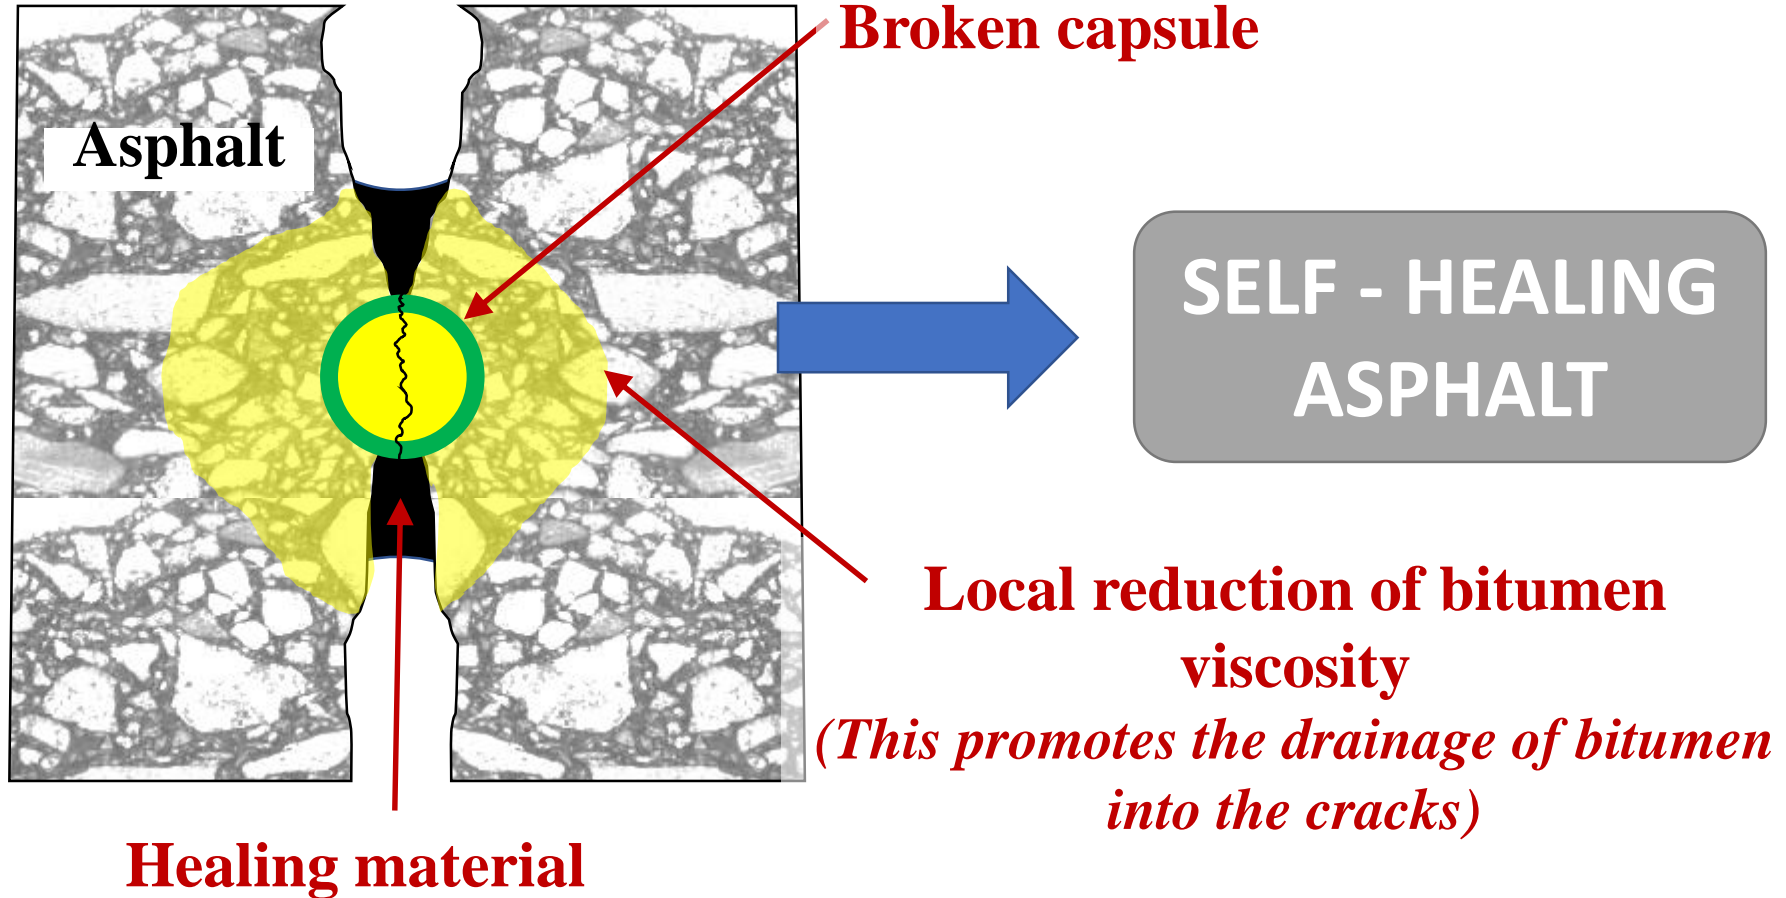 Broken capsule
Asphalt
SELF - HEALING
ASPHALT
Local reduction of bitumen
viscosity
(This promotes the drainage of bitumen
into the cracks)
Healing material